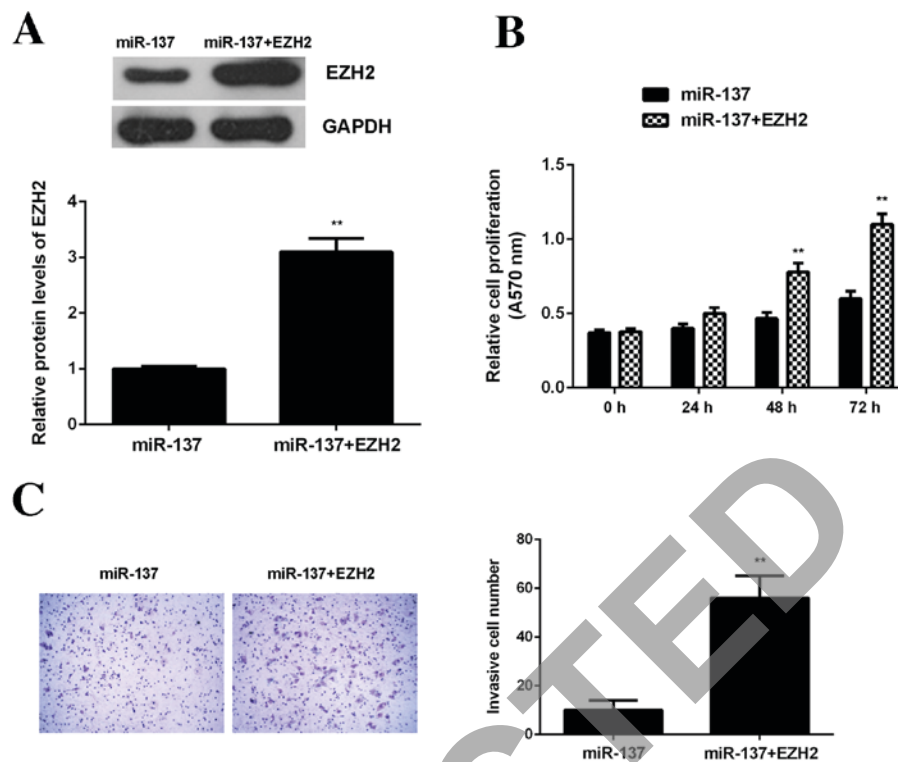 A
miR-137 miR-137+EZH2
EZH2
GAPDH
Relative protein levels of EZH2
4
3
2
1
0
**
miR-137 miR-137+EZH2
B
miR-137
miR-137+EZH2
Relative cell proliferation
(A570 nm)
1.5
1.0
0.5
0.0
**
**
0 h 24 h 48 h 72 h
C
miR-137 miR-137+EZH2
Invasive cell number
80
60
40
20
0
**
miR-137 miR-137+EZH2
CTED